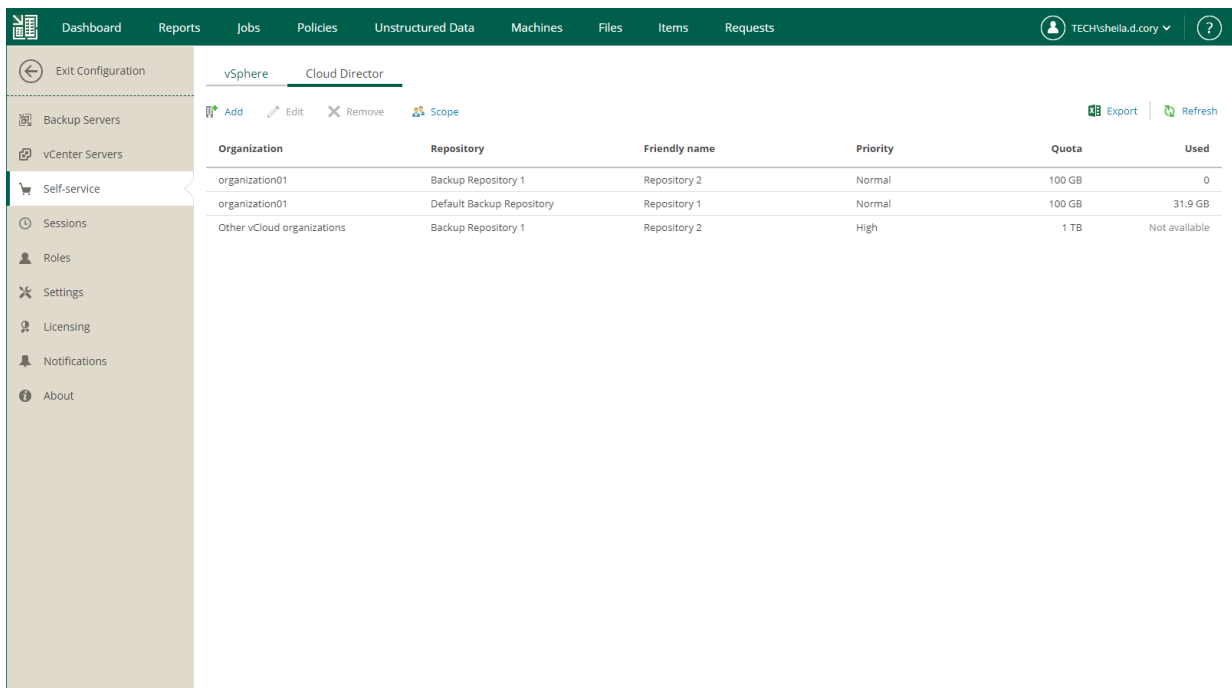 Dashboard Reports Jobs Policies Unstructured Data Machines Files Items Requests TECH\sheila.d.cory ?
Exit Configuration
vSphere Cloud Director
Add Edit Remove Scope Export Refresh
Backup Servers
vCenter Servers
Self-service
Sessions
Roles
Settings
Licensing
Notifications
About
Organization Repository Friendly name Priority Quota Used
organization01 Backup Repository 1 Repository 2 Normal 100 GB 0
organization01 Default Backup Repository Repository 1 Normal 100 GB 31.9 GB
Other vCloud organizations Backup Repository 1 Repository 2 High 1 TB Not available